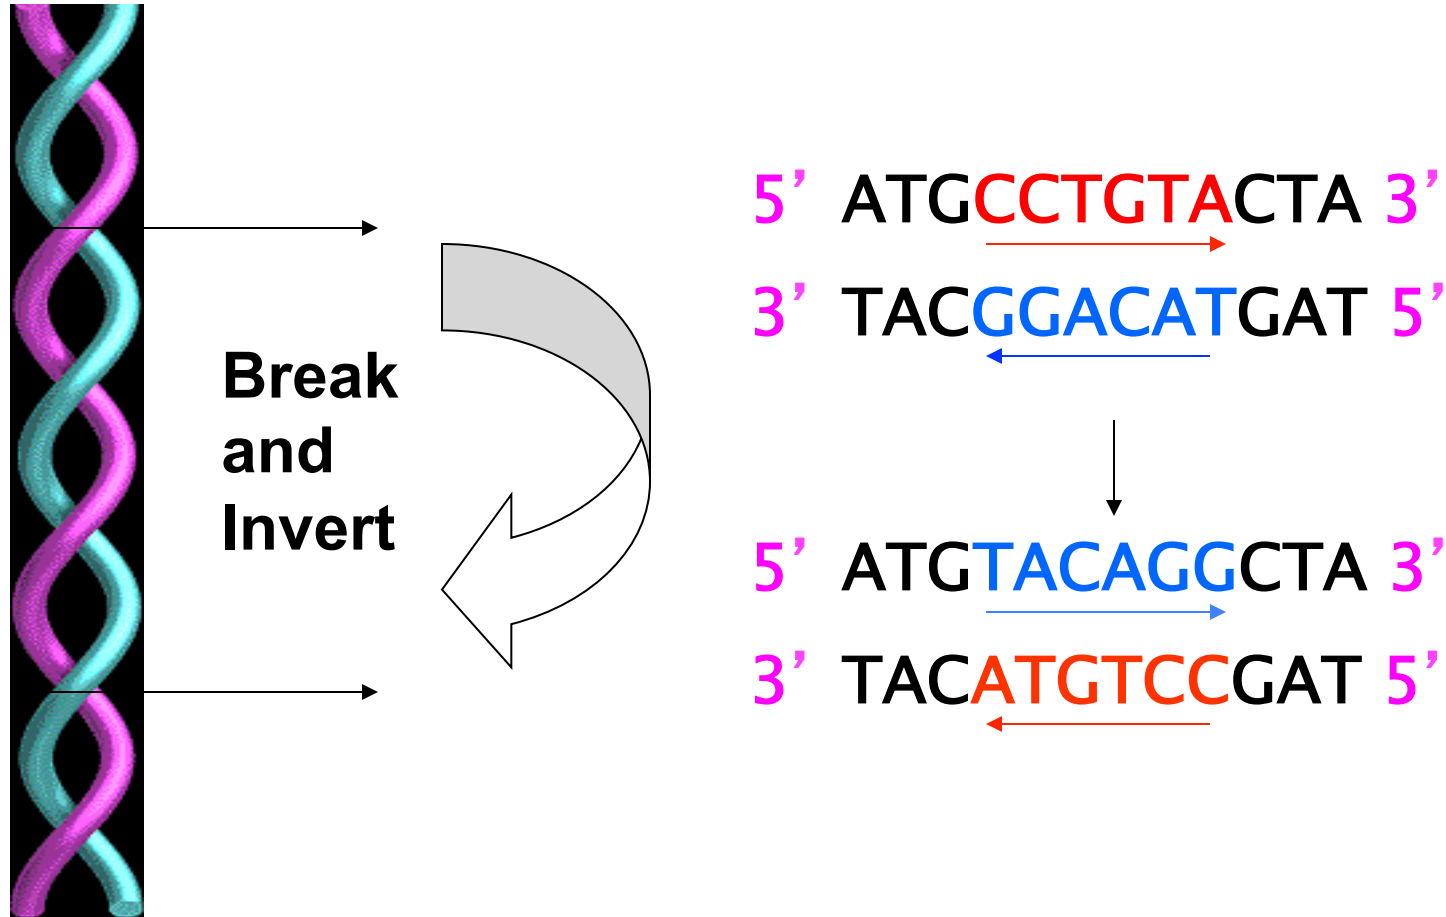 Break
and
Invert
5’ ATGCCTGTACTA 3’
3’ TACGGACATGAT 5’
5’ ATGTACAGGCTA 3’
3’ TACATGTCCGAT 5’